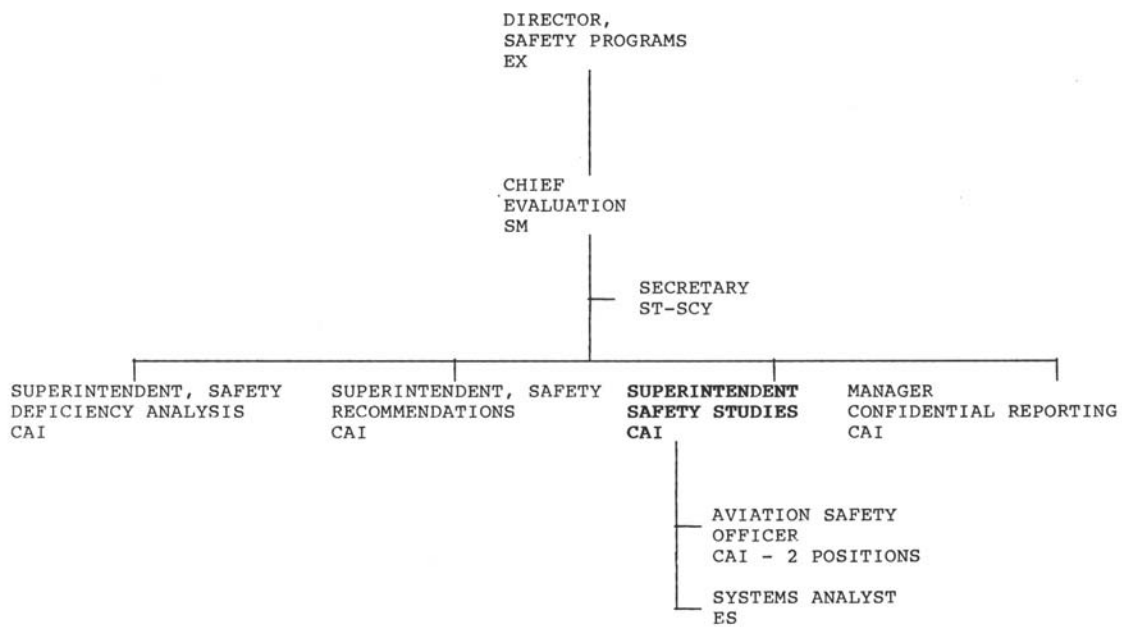 DIRECTOR,
SAFETY PROGRAMS
EX
CHIEF
EVALUATION
SM
SECRETARY
ST-SCY
SUPERINTENDENT, SAFETY
DEFICIENCY ANALYSIS
CAI
SUPERINTENDENT, SAFETY
RECOMMENDATIONS
CAI
SUPERINTENDENT
SAFETY STUDIES
CAI
MANAGER
CONFIDENTIAL REPORTING
CAI
AVIATION SAFETY
OFFICER
CAI - 2 POSITIONS
SYSTEMS ANALYST
ES